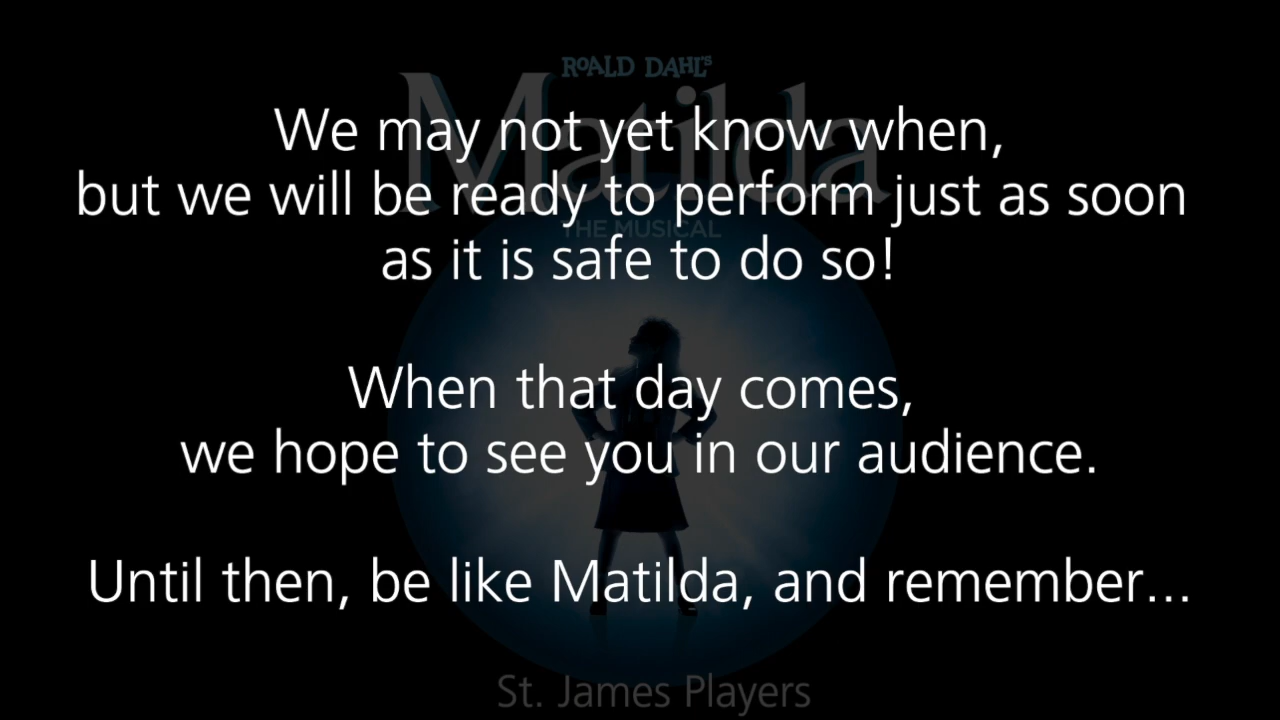 ROALD DAHL'S
Matilda
THE MUSICAL
We may not yet know when,
but we will be ready to perform just as soon
as it is safe to do so!
When that day comes,
we hope to see you in our audience.
Until then, be like Matilda, and remember...
St. James Players